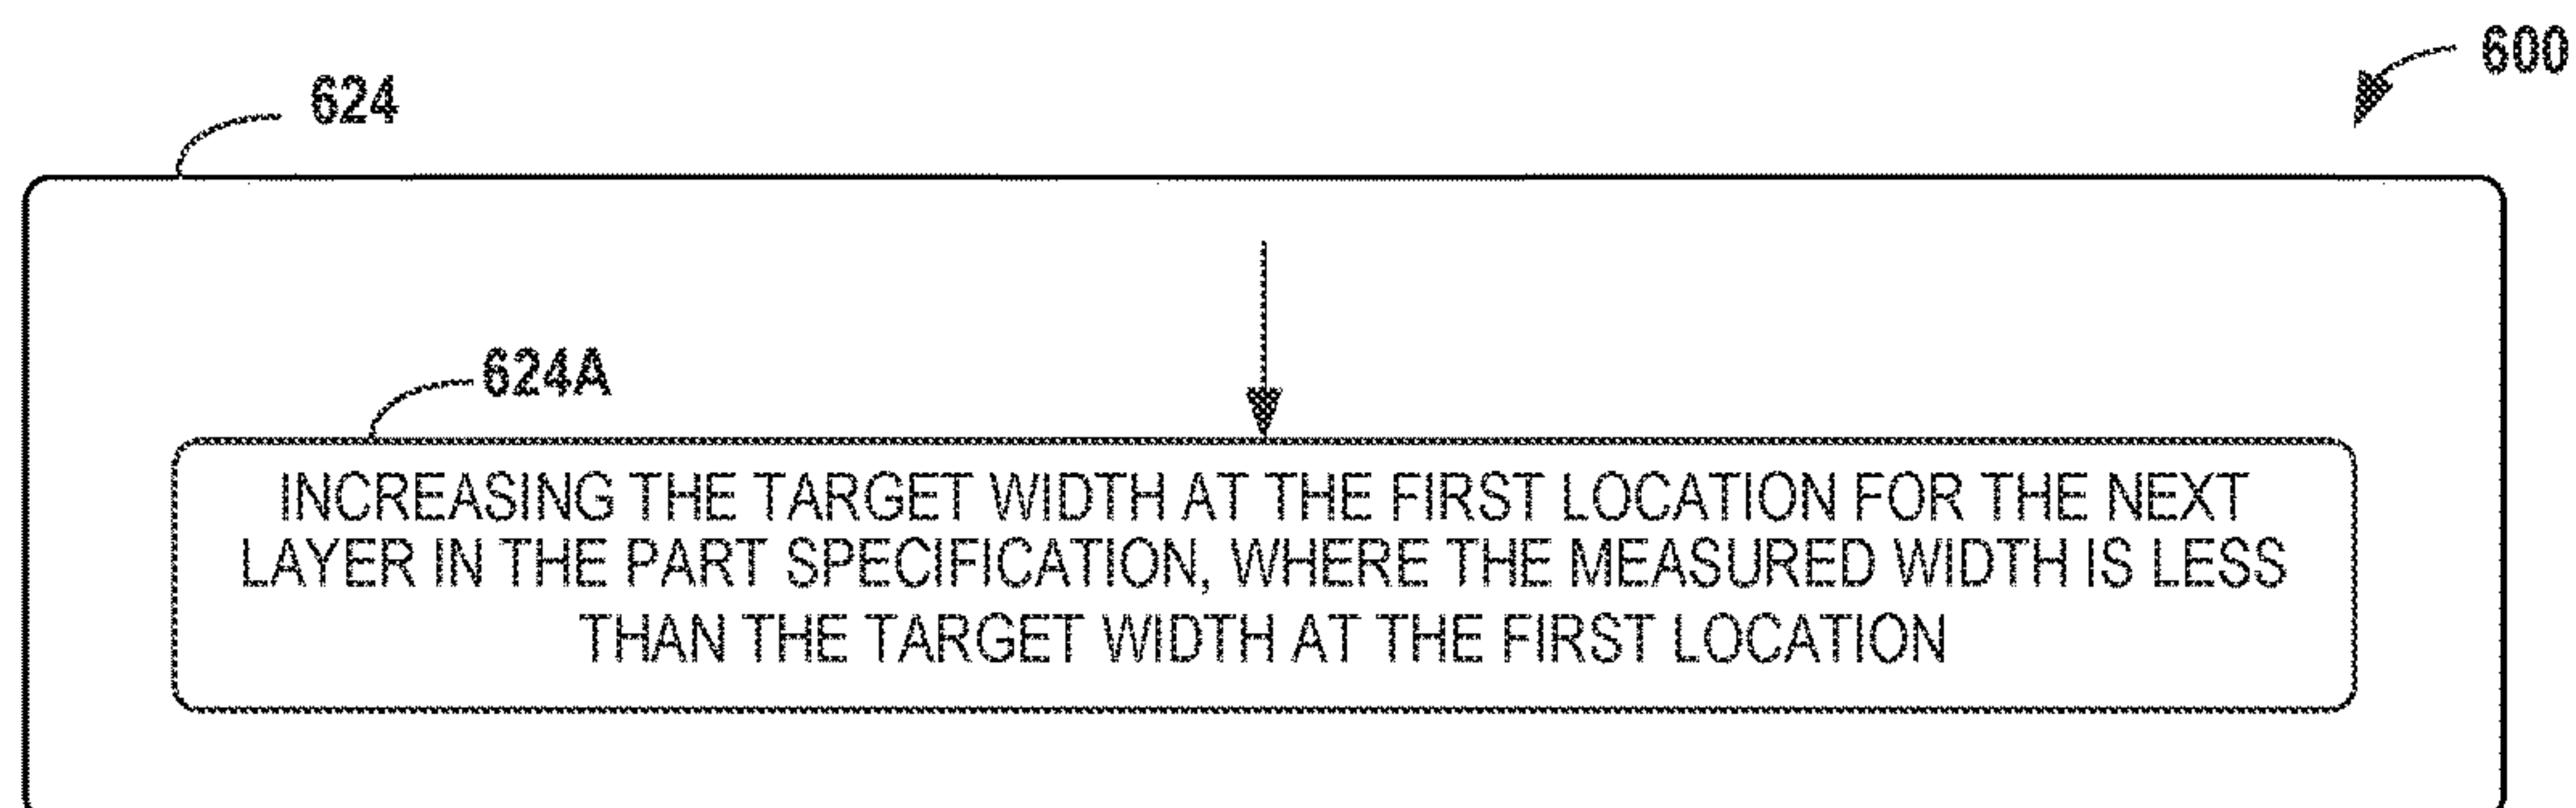 600
624
624A
INCREASING THE TARGET WIDTH AT THE FIRST LOCATION FOR THE NEXT
LAYER IN THE PART SPECIFICATION, WHERE THE MEASURED WIDTH IS LESS
THAN THE TARGET WIDTH AT THE FIRST LOCATION